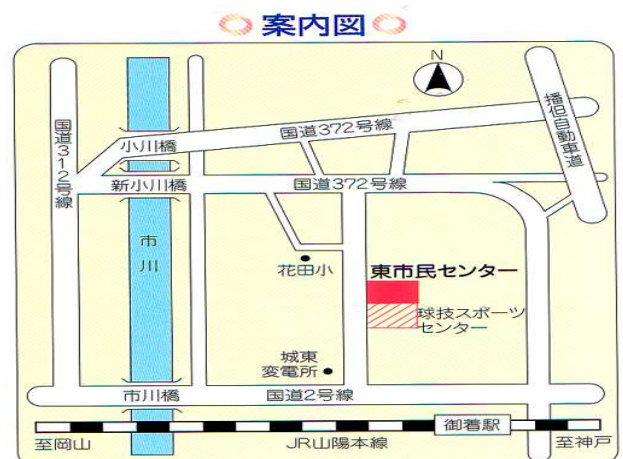 案内図
N
国道312号線
小川橋
国道372号線
播但自動車道
新小川橋
国道372号線
市川
花田小
東市民センター
球技スポーツ
センター
城東
変電所
市川橋
国道2号線
御着駅
至岡山
JR山陽本線
至神戸